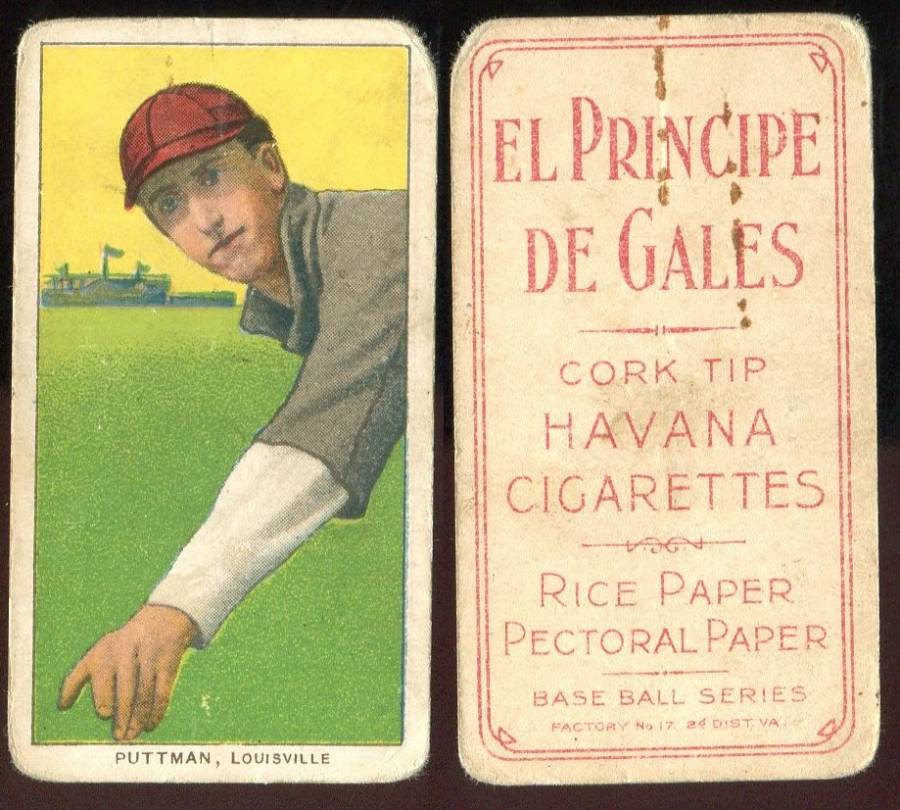 PUTTMAN, LOUISVILLE
EL PRINCIPE
DE GALES
CORK TIP
HAVANA
CIGARETTES
RICE PAPER
PECTORAL PAPER
BASE BALL SERIES
FACTORY No 17. 2d DIST, VA.